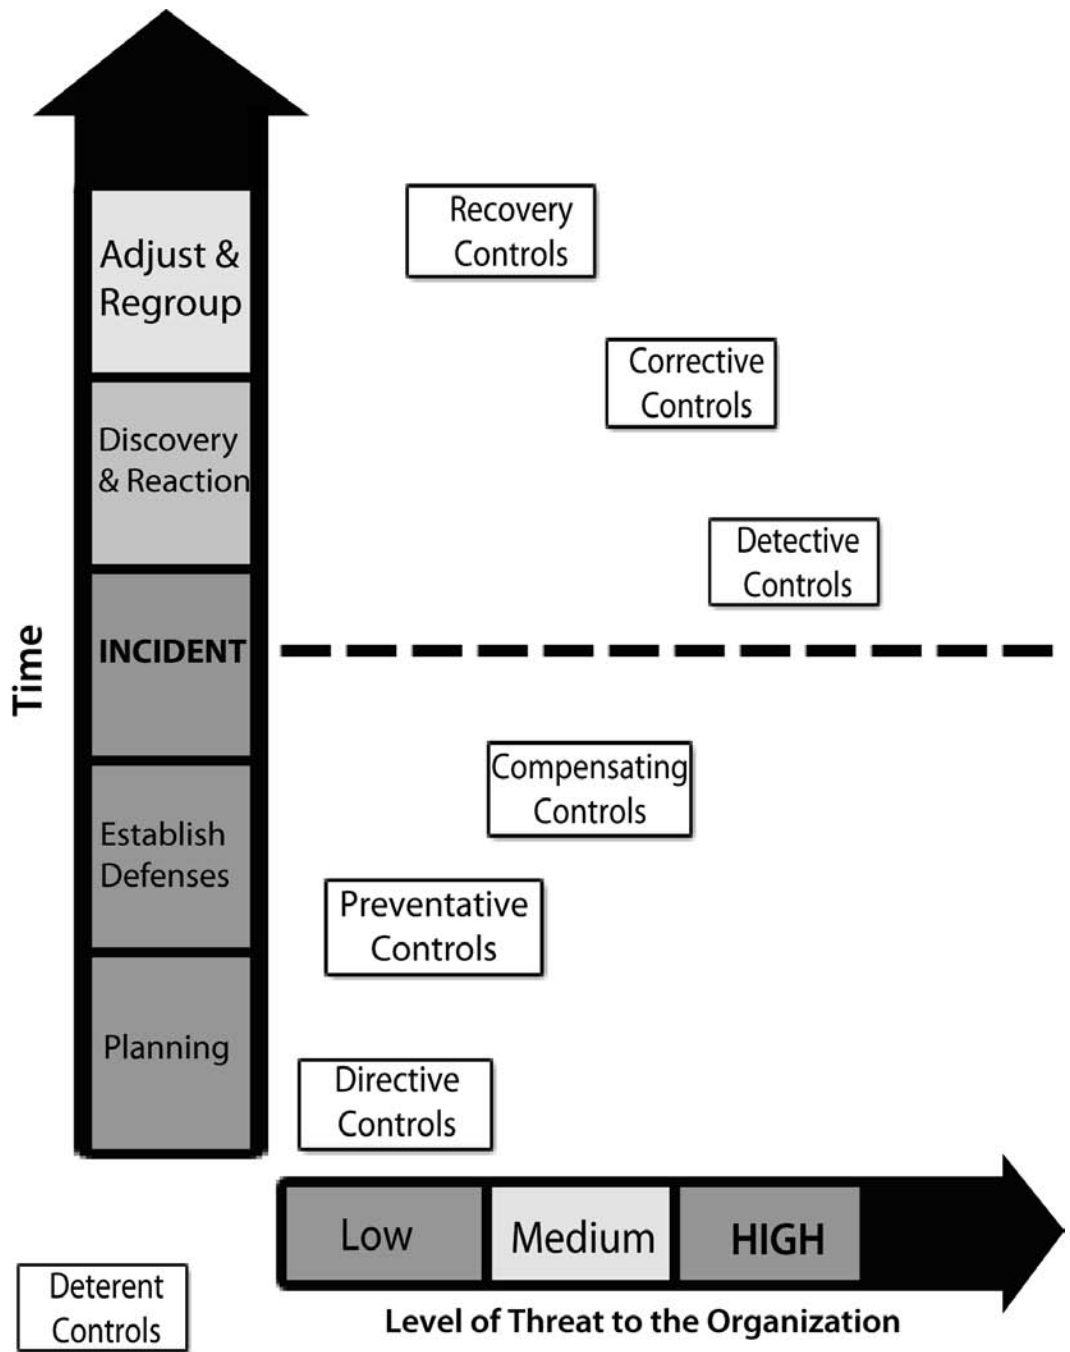 Recovery
Controls
Adjust &
Regroup
Corrective
Controls
Discovery
& Reaction
Detective
Controls
Time
INCIDENT
Compensating
Controls
Establish
Defenses
Preventative
Controls
Planning
Directive
Controls
Low
Medium
HIGH
Deterent
Controls
Level of Threat to the Organization